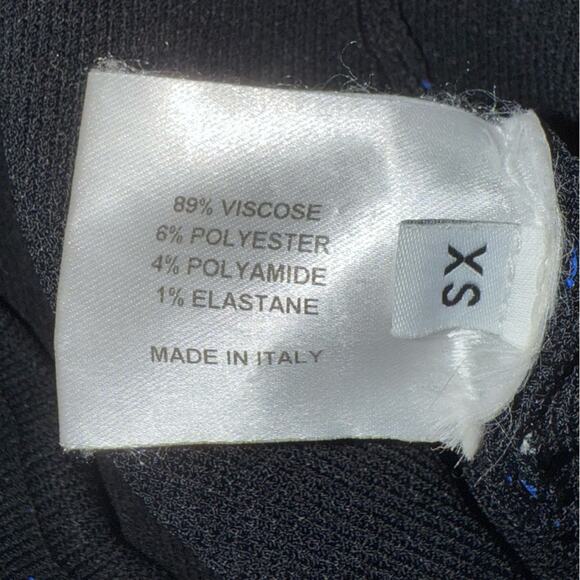 89% VISCOSE
6% POLYESTER
4% POLYAMIDE
1% ELASTANE
MADE IN ITALY
XS